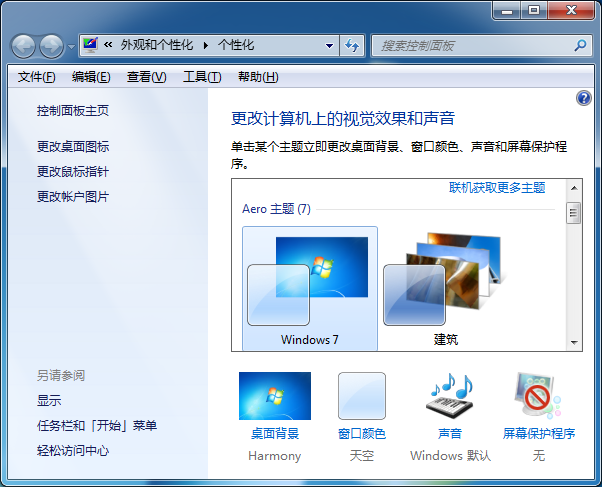 « 外观和个性化 ▸ 个性化
搜索控制面板
文件(F) 编辑(E) 查看(V) 工具(T) 帮助(H)
控制面板主页
更改桌面图标
更改鼠标指针
更改帐户图片
另请参阅
显示
任务栏和「开始」菜单
轻松访问中心
更改计算机上的视觉效果和声音
单击某个主题立即更改桌面背景、窗口颜色、声音和屏幕保护程
序。
联机获取更多主题
Aero 主题 (7)
Windows 7
建筑
桌面背景
Harmony
窗口颜色
天空
声音
Windows 默认
屏幕保护程序
无